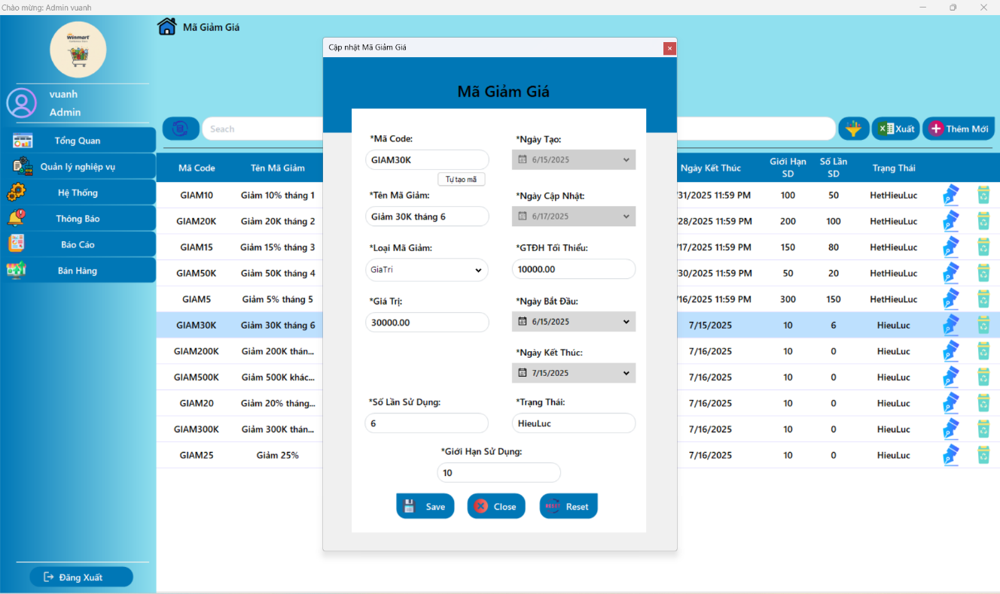 Chào mừng: Admin vuanh
Winmart
vuanh
Admin
Tổng Quan
Quản lý nghiệp vụ
Hệ Thống
Thông Báo
Báo Cáo
Bán Hàng
Đăng Xuất
Mã Giảm Giá
Seach
Xuất
Thêm Mới
Mã Code Tên Mã Giảm Ngày Kết Thúc Giới Hạn SD Số Lần SD Trạng Thái
GIAM10 Giảm 10% tháng 1 /31/2025 11:59 PM 100 50 HetHieuLuc
GIAM20K Giảm 20K tháng 2 /28/2025 11:59 PM 200 100 HetHieuLuc
GIAM15 Giảm 15% tháng 3 /17/2025 11:59 PM 150 80 HetHieuLuc
GIAM50K Giảm 50K tháng 4 /30/2025 11:59 PM 50 20 HetHieuLuc
GIAM5 Giảm 5% tháng 5 /16/2025 11:59 PM 300 150 HetHieuLuc
GIAM30K Giảm 30K tháng 6 7/15/2025 10 6 HieuLuc
GIAM200K Giảm 200K thán... 7/16/2025 10 0 HieuLuc
GIAM500K Giảm 500K khác... 7/16/2025 10 0 HieuLuc
GIAM20 Giảm 20% tháng... 7/16/2025 10 0 HieuLuc
GIAM300K Giảm 300K thán... 7/16/2025 10 0 HieuLuc
GIAM25 Giảm 25% 7/16/2025 10 0 HieuLuc
Cập nhật Mã Giảm Giá
Mã Giảm Giá
*Mã Code: *Ngày Tạo:
GIAM30K 6/15/2025
Tự tạo mã
*Tên Mã Giảm: *Ngày Cập Nhật:
Giảm 30K tháng 6 6/17/2025
*Loại Mã Giảm: *GTĐH Tối Thiểu:
GiaTri 10000.00
*Giá Trị: *Ngày Bắt Đầu:
30000.00 6/15/2025
*Ngày Kết Thúc:
7/15/2025
*Số Lần Sử Dụng: *Trạng Thái:
6 HieuLuc
*Giới Hạn Sử Dụng:
10
Save Close Reset